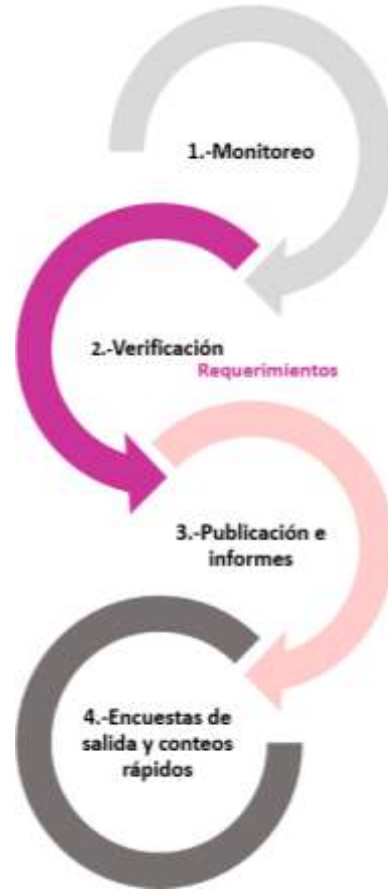 1.-Monitoreo
2.-Verificación
Requerimientos
3.-Publicación e
informes
4.-Encuestas de
salida y conteos
rápidos